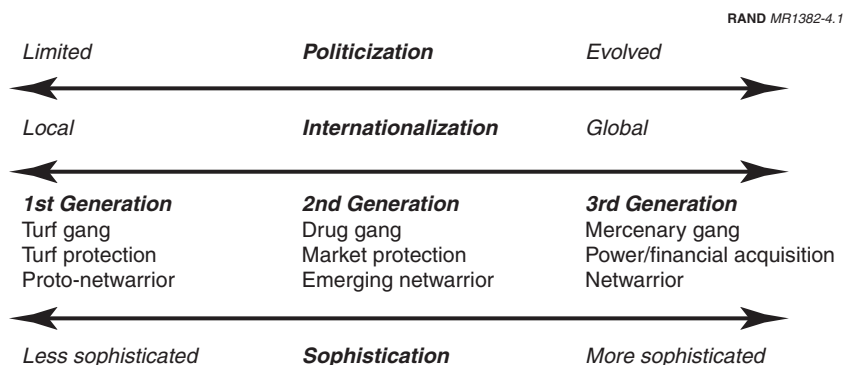 RAND MR1382-4.1
Limited Politicization Evolved
Local Internationalization Global
1st Generation 2nd Generation 3rd Generation
Turf gang Drug gang Mercenary gang
Turf protection Market protection Power/financial acquisition
Proto-netwarrior Emerging netwarrior Netwarrior
Less sophisticated Sophistication More sophisticated